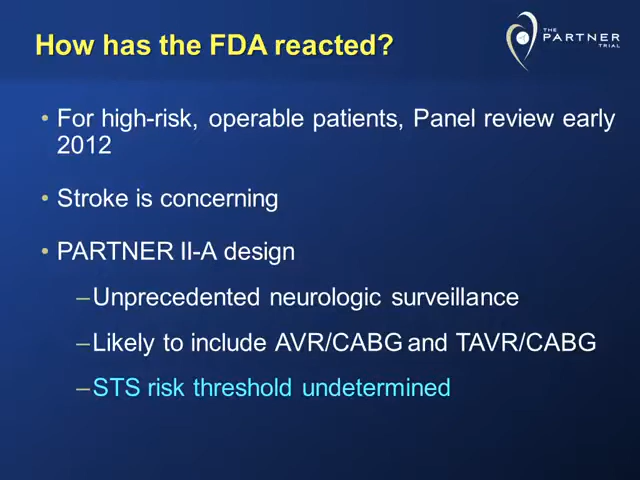 How has the FDA reacted?
THE
PARTNER
TRIAL
• For high-risk, operable patients, Panel review early
2012
• Stroke is concerning
• PARTNER II-A design
–Unprecedented neurologic surveillance
–Likely to include AVR/CABG and TAVR/CABG
–STS risk threshold undetermined